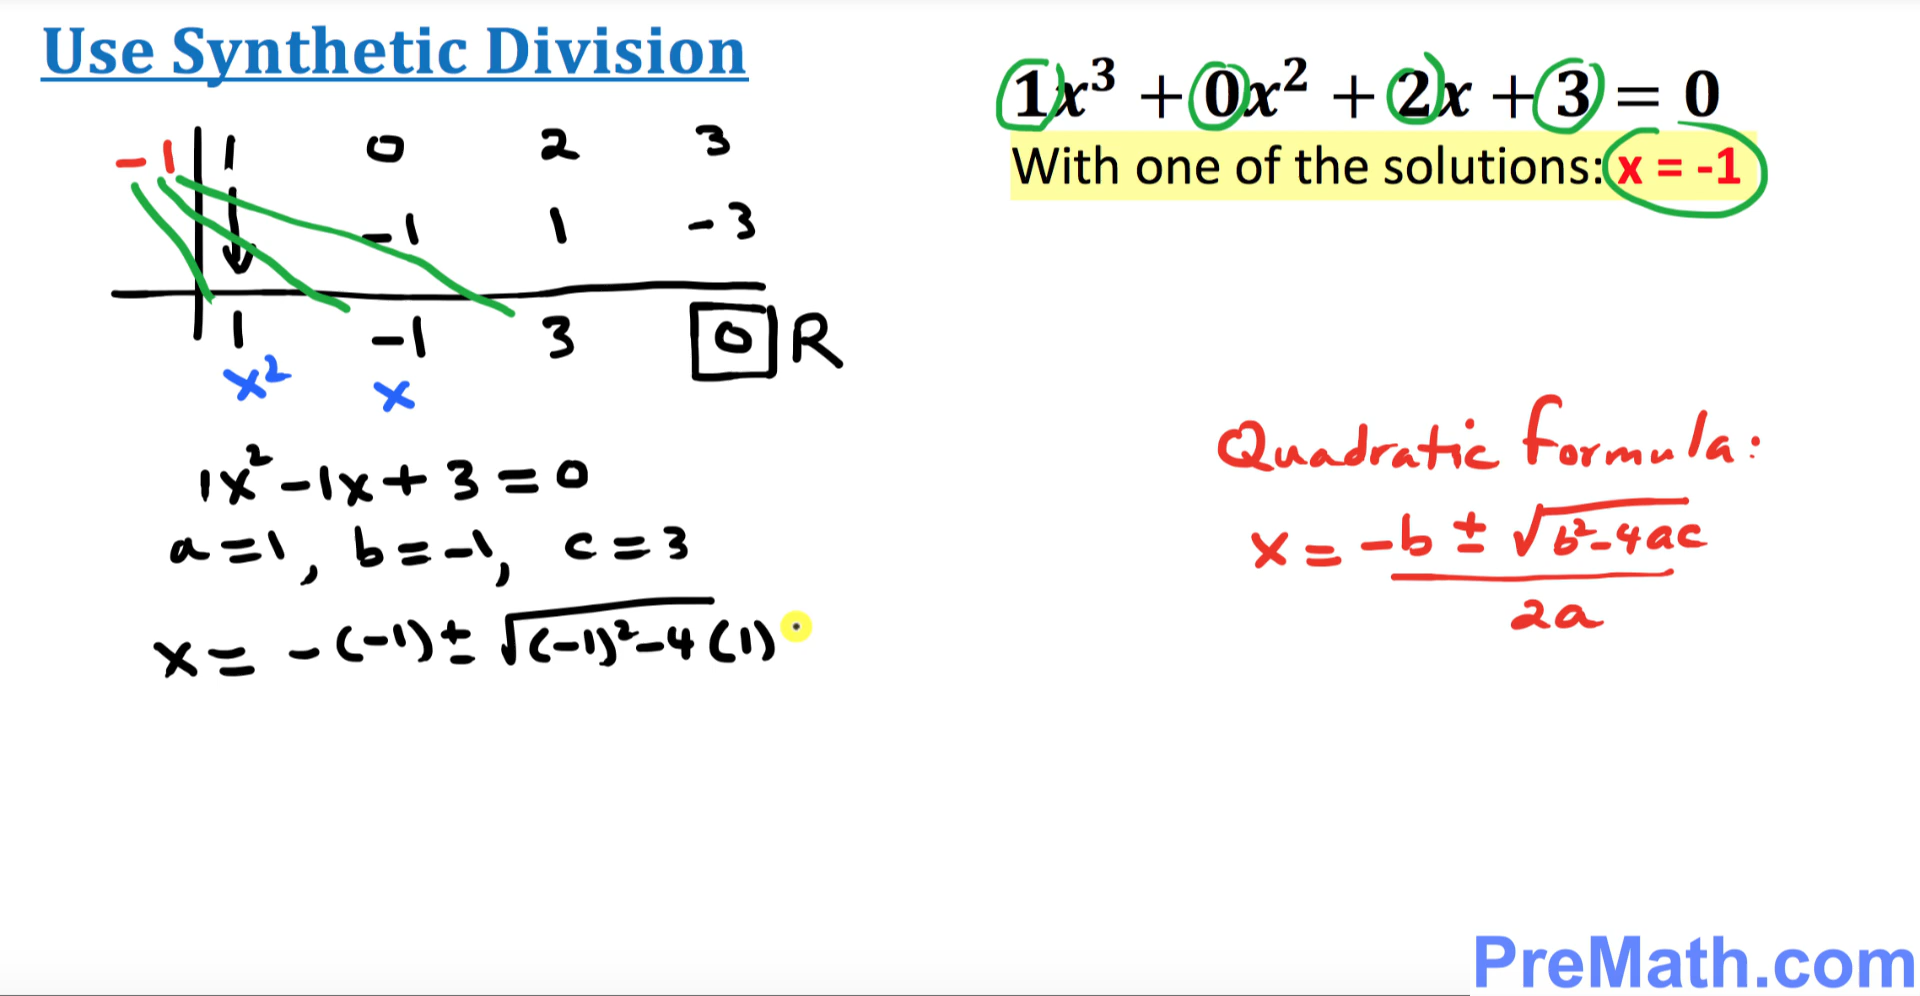 Use Synthetic Division
1x³ + 0x² + 2x + 3 = 0
With one of the solutions: x = -1
-1 | 1 0 2 3
-1 1 -3
1 -1 3 0 R
x² x
1x² - 1x + 3 = 0
a = 1, b = -1, c = 3
x = -(-1) ± √(-1)² - 4(1)
Quadratic formula:
x = -b ± √b² - 4ac
2a
PreMath.com